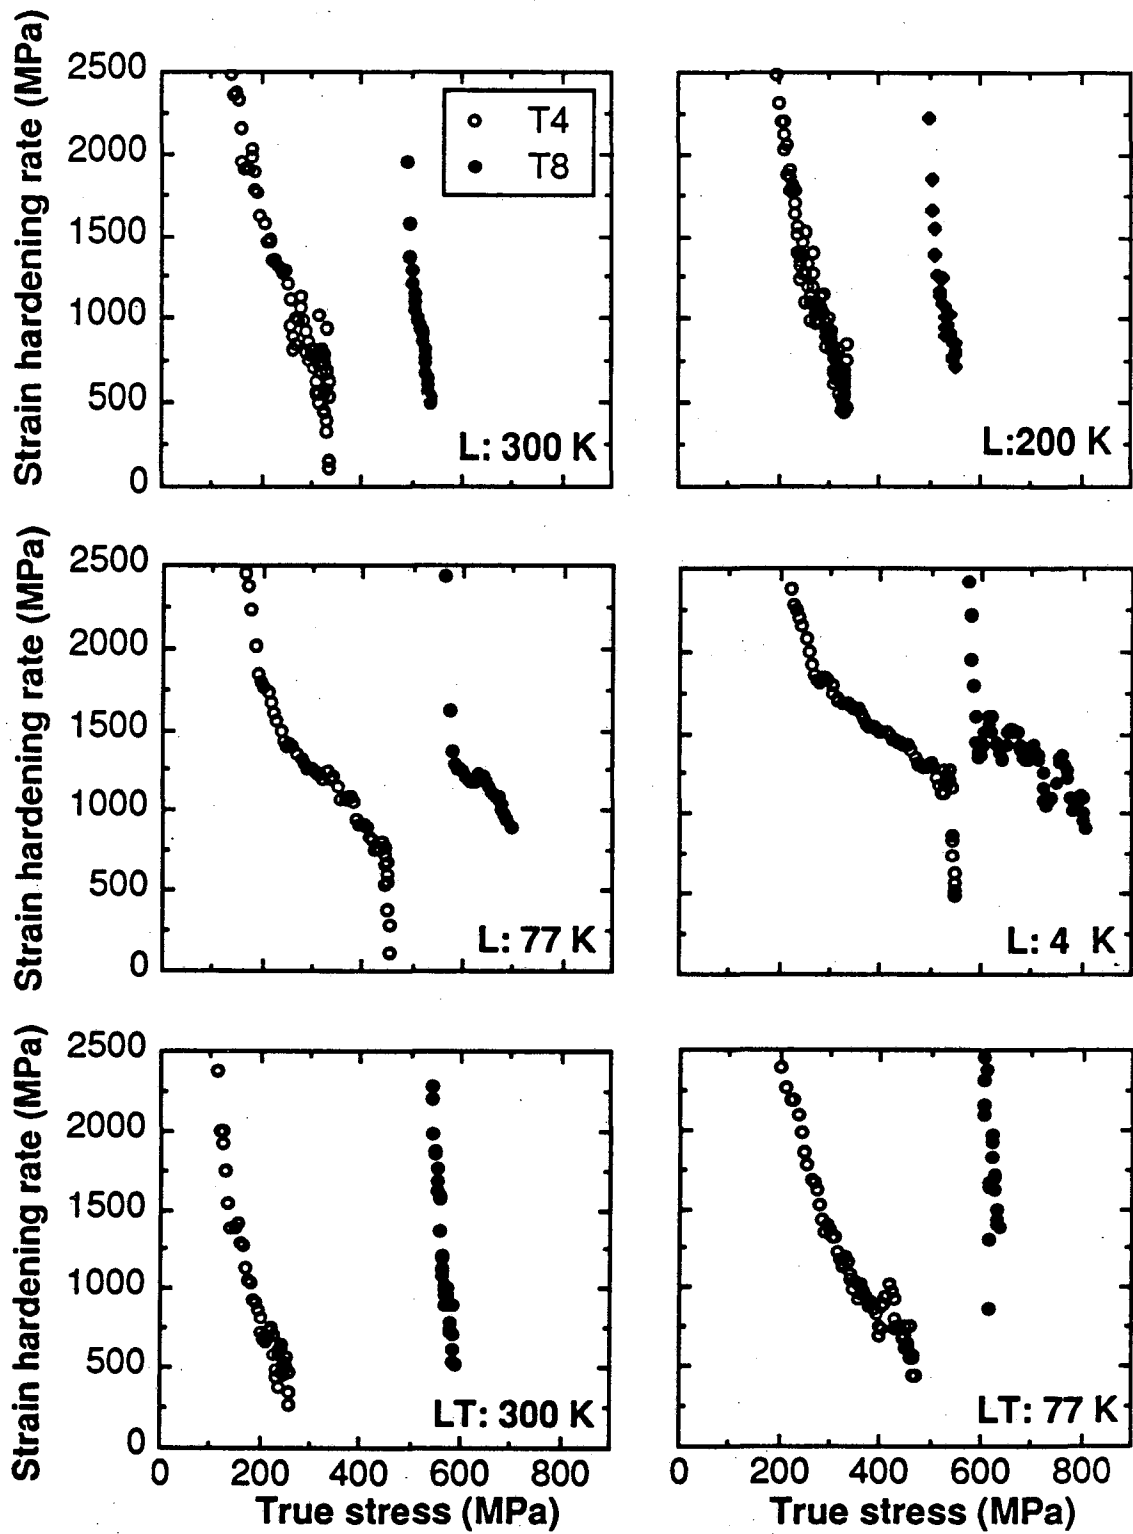 Strain hardening rate (MPa)
2500
2000
1500
1000
500
0
T4
T8
L: 300 K
L:200 K
Strain hardening rate (MPa)
2500
2000
1500
1000
500
0
L: 77 K
L: 4 K
Strain hardening rate (MPa)
2500
2000
1500
1000
500
0
LT: 300 K
LT: 77 K
0 200 400 600 800
0 200 400 600 800
True stress (MPa)
True stress (MPa)